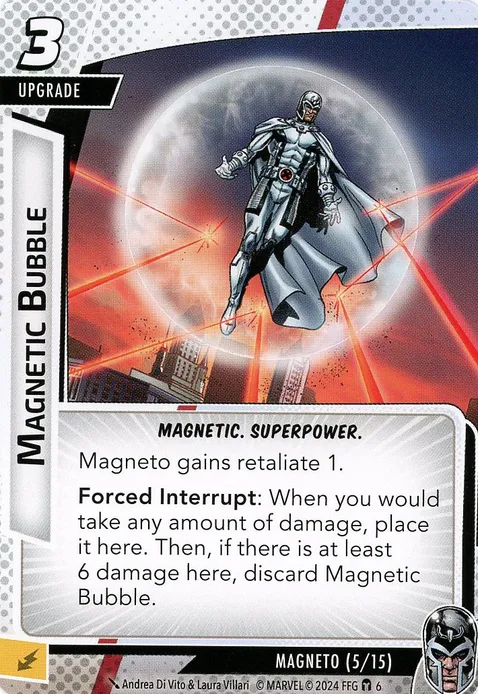 3
UPGRADE
MAGNETIC BUBBLE
MAGNETIC. SUPERPOWER.
Magneto gains retaliate 1.
Forced Interrupt: When you would
take any amount of damage, place
it here. Then, if there is at least
6 damage here, discard Magnetic
Bubble.
MAGNETO (5/15)
Andrea Di Vito & Laura Villari © MARVEL © 2024 FFG 6